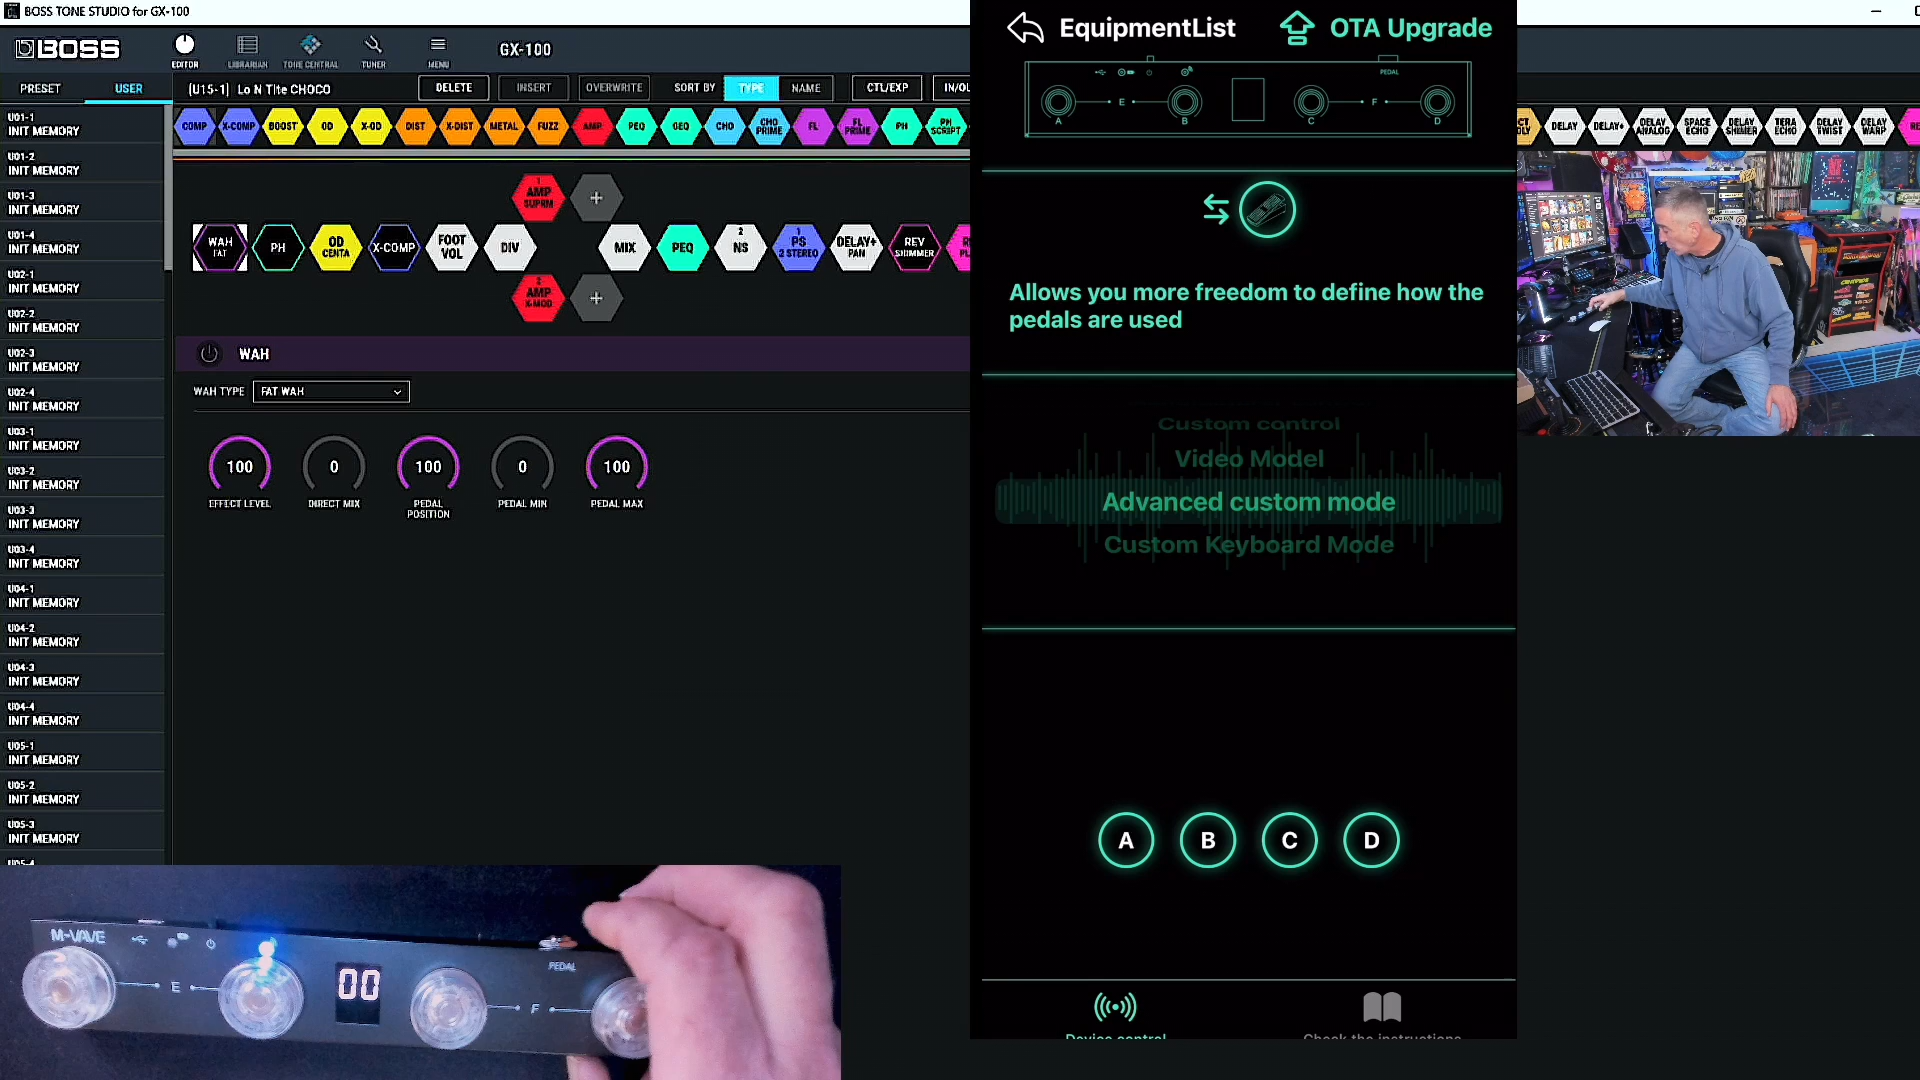 BOSS TONE STUDIO for GX-100
BOSS
EDITOR
LIBRARIAN
TONE CENTRAL
TUNER
MENU
GX-100
PRESET
USER
[U15-1] Lo N Tite CHOCO
DELETE
INSERT
OVERWRITE
SORT BY
TYPE
NAME
CTL/EXP
COMP
X-COMP
BOOST
OD
X-OD
DIST
X-DIST
METAL
FUZZ
AMP
PEQ
GEQ
CHO
CHO PRIME
FL
FL PRIME
PH
PH SCRIPT
DELAY
DELAY+
DELAY ANALOG
SPACE ECHO
DELAY SHIMER
TERA ECHO
DELAY TWIST
DELAY WARP
U01-1
INIT MEMORY
U01-2
INIT MEMORY
U01-3
INIT MEMORY
U01-4
INIT MEMORY
U02-1
INIT MEMORY
U02-2
INIT MEMORY
U02-3
INIT MEMORY
U02-4
INIT MEMORY
U03-1
INIT MEMORY
U03-2
INIT MEMORY
U03-3
INIT MEMORY
U03-4
INIT MEMORY
U04-1
INIT MEMORY
U04-2
INIT MEMORY
U04-3
INIT MEMORY
U04-4
INIT MEMORY
U05-1
INIT MEMORY
U05-2
INIT MEMORY
U05-3
INIT MEMORY
1
AMP
SUPRM
WAH
FAT
PH
OD
CENTA
X-COMP
FOOT
VOL
DIV
MIX
PEQ
2
NS
1
PS
2 STEREO
DELAY+
PAN
REV
SHIMMER
2
AMP
X-MOD
WAH
WAH TYPE
FAT WAH
100
0
100
0
100
EFFECT LEVEL
DIRECT MIX
PEDAL
POSITION
PEDAL MIN
PEDAL MAX
EquipmentList
OTA Upgrade
PEDAL
E
F
A
B
C
D
Allows you more freedom to define how the
pedals are used
Custom control
Video Model
Advanced custom mode
Custom Keyboard Mode
A
B
C
D
Device control
Check the instructions
M-VAVE
E
00
PEDAL
F